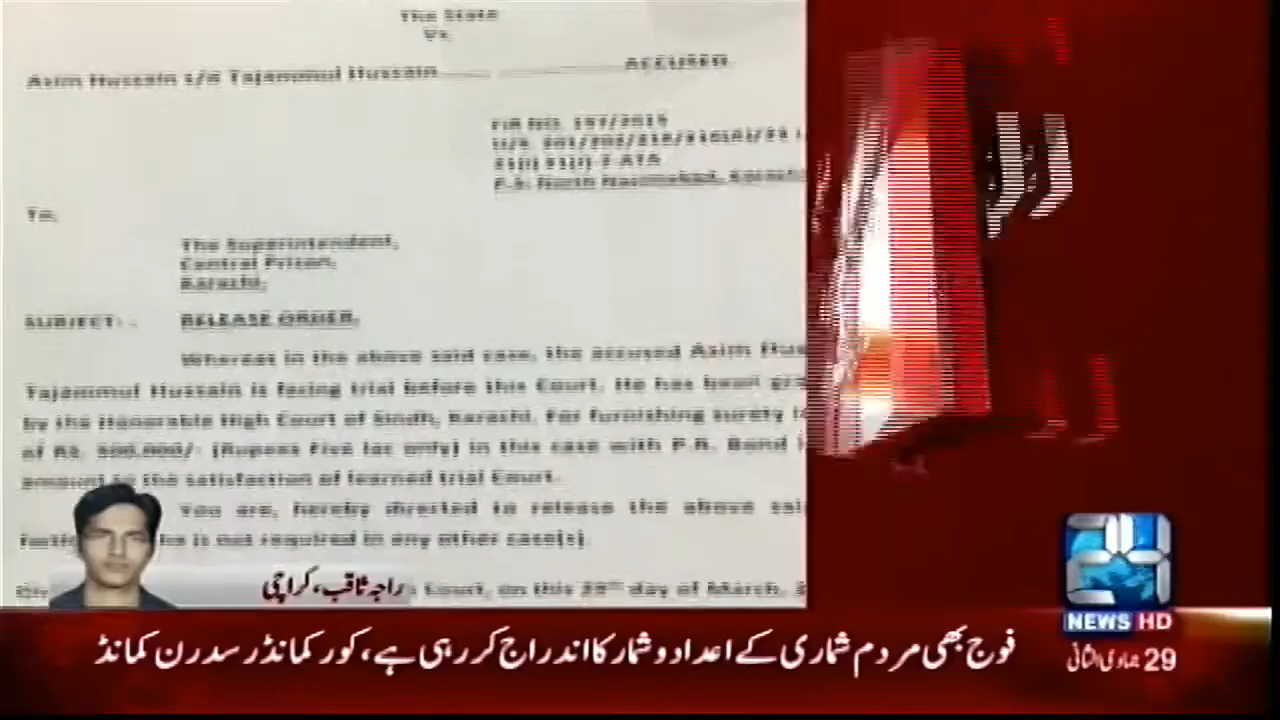 The State
Vs.
Asim Hussain s/o Tajammul Hussain ACCUSED
FIR NO. 197/2015
U/S.
P.S. North Nazimabad,
To,
The Superintendent,
Central Prison,
Karachi.
SUBJECT: - RELEASE ORDER.
Whereas in the above said case, the accused Asim
Tajammul Hussain is facing trial before this Court. He has been
by the Honorable High Court of Sindh, Karachi. For furnishing surety
of Rs. 500,000/- (Rupees Five lac only) in this case with P.R. Bond
amount to the satisfaction of learned trial Court.
You are, hereby directed to release the above
is not required in any other case(s).
Court, on this 29th day of March,
راجہ ثاقب، کراچی
24
NEWS HD
فوج بھی مردم شماری کے اعداد و شمار کا اندراج کر رہی ہے، کور کمانڈر سدرن کمانڈ
29 جمادی الثانی